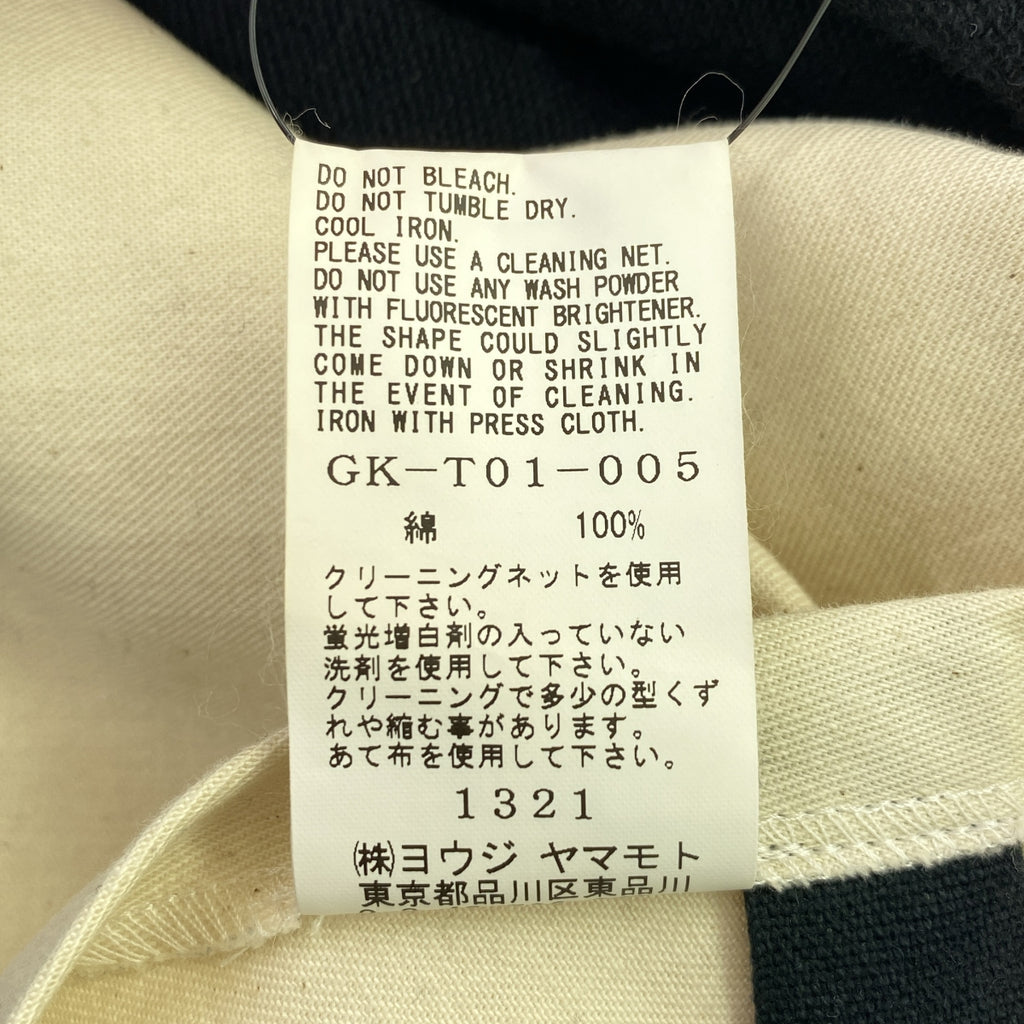 DO NOT BLEACH.
DO NOT TUMBLE DRY.
COOL IRON.
PLEASE USE A CLEANING NET.
DO NOT USE ANY WASH POWDER
WITH FLUORESCENT BRIGHTENER.
THE SHAPE COULD SLIGHTLY
COME DOWN OR SHRINK IN
THE EVENT OF CLEANING.
IRON WITH PRESS CLOTH.
GK-T01-005
綿 100%
クリーニングネットを使用
して下さい。
蛍光増白剤の入っていない
洗剤を使用して下さい。
クリーニングで多少の型くず
れや縮む事があります。
あて布を使用して下さい。
1321
㈱ヨウジ ヤマモト
東京都品川区東品川